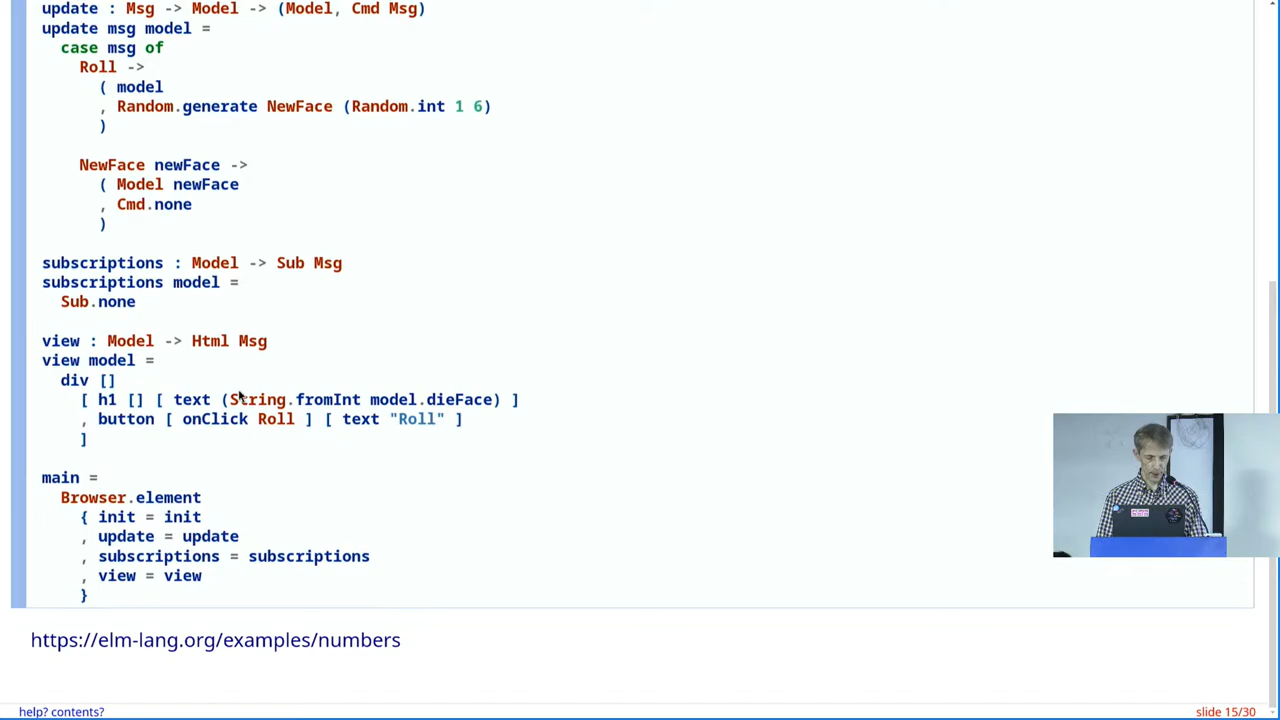 update : Msg -> Model -> (Model, Cmd Msg)
update msg model =
  case msg of
    Roll ->
      ( model
      , Random.generate NewFace (Random.int 1 6)
      )
    NewFace newFace ->
      ( Model newFace
      , Cmd.none
      )
subscriptions : Model -> Sub Msg
subscriptions model =
  Sub.none
view : Model -> Html Msg
view model =
  div []
    [ h1 [] [ text (String.fromInt model.dieFace) ]
    , button [ onClick Roll ] [ text "Roll" ]
    ]
main =
  Browser.element
    { init = init
    , update = update
    , subscriptions = subscriptions
    , view = view
    }
https://elm-lang.org/examples/numbers
help? contents?
slide 15/30